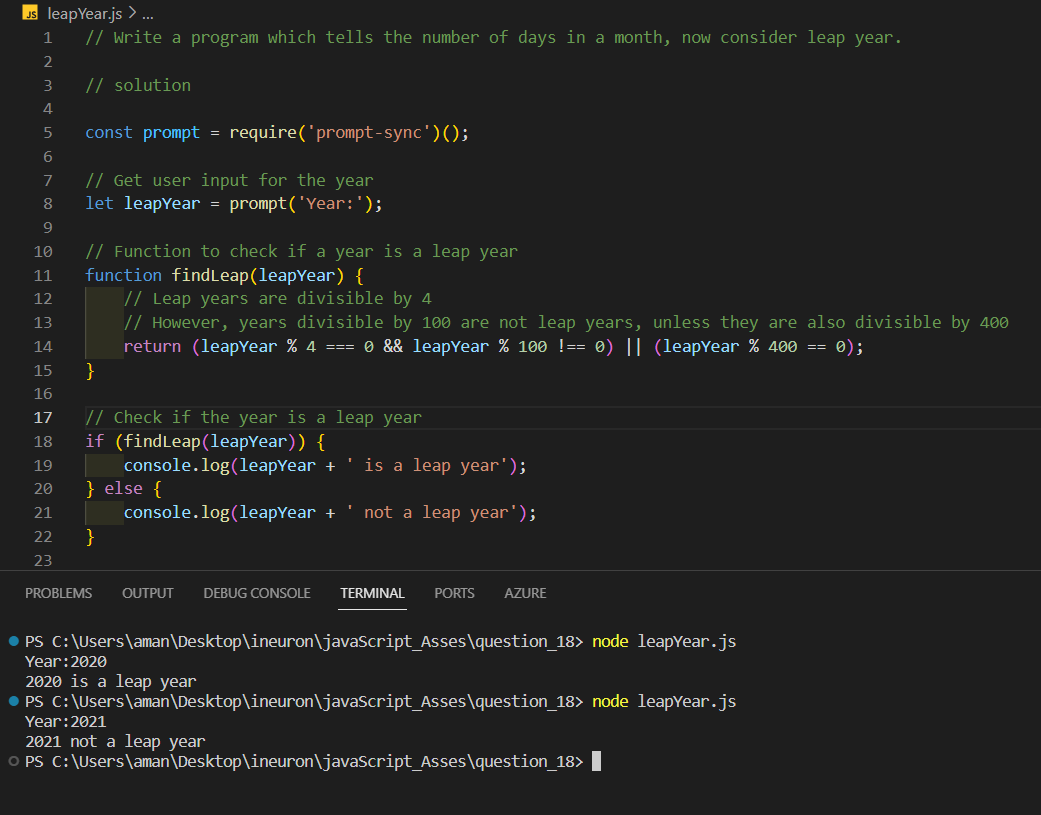 JS leapYear.js > ...
1 // Write a program which tells the number of days in a month, now consider leap year.
2
3 // solution
4
5 const prompt = require('prompt-sync')();
6
7 // Get user input for the year
8 let leapYear = prompt('Year:');
9
10 // Function to check if a year is a leap year
11 function findLeap(leapYear) {
12     // Leap years are divisible by 4
13     // However, years divisible by 100 are not leap years, unless they are also divisible by 400
14     return (leapYear % 4 === 0 && leapYear % 100 !== 0) || (leapYear % 400 == 0);
15 }
16
17 // Check if the year is a leap year
18 if (findLeap(leapYear)) {
19     console.log(leapYear + ' is a leap year');
20 } else {
21     console.log(leapYear + ' not a leap year');
22 }
23
PROBLEMS OUTPUT DEBUG CONSOLE TERMINAL PORTS AZURE
PS C:\Users\aman\Desktop\ineuron\javaScript_Asses\question_18> node leapYear.js
Year:2020
2020 is a leap year
PS C:\Users\aman\Desktop\ineuron\javaScript_Asses\question_18> node leapYear.js
Year:2021
2021 not a leap year
PS C:\Users\aman\Desktop\ineuron\javaScript_Asses\question_18>